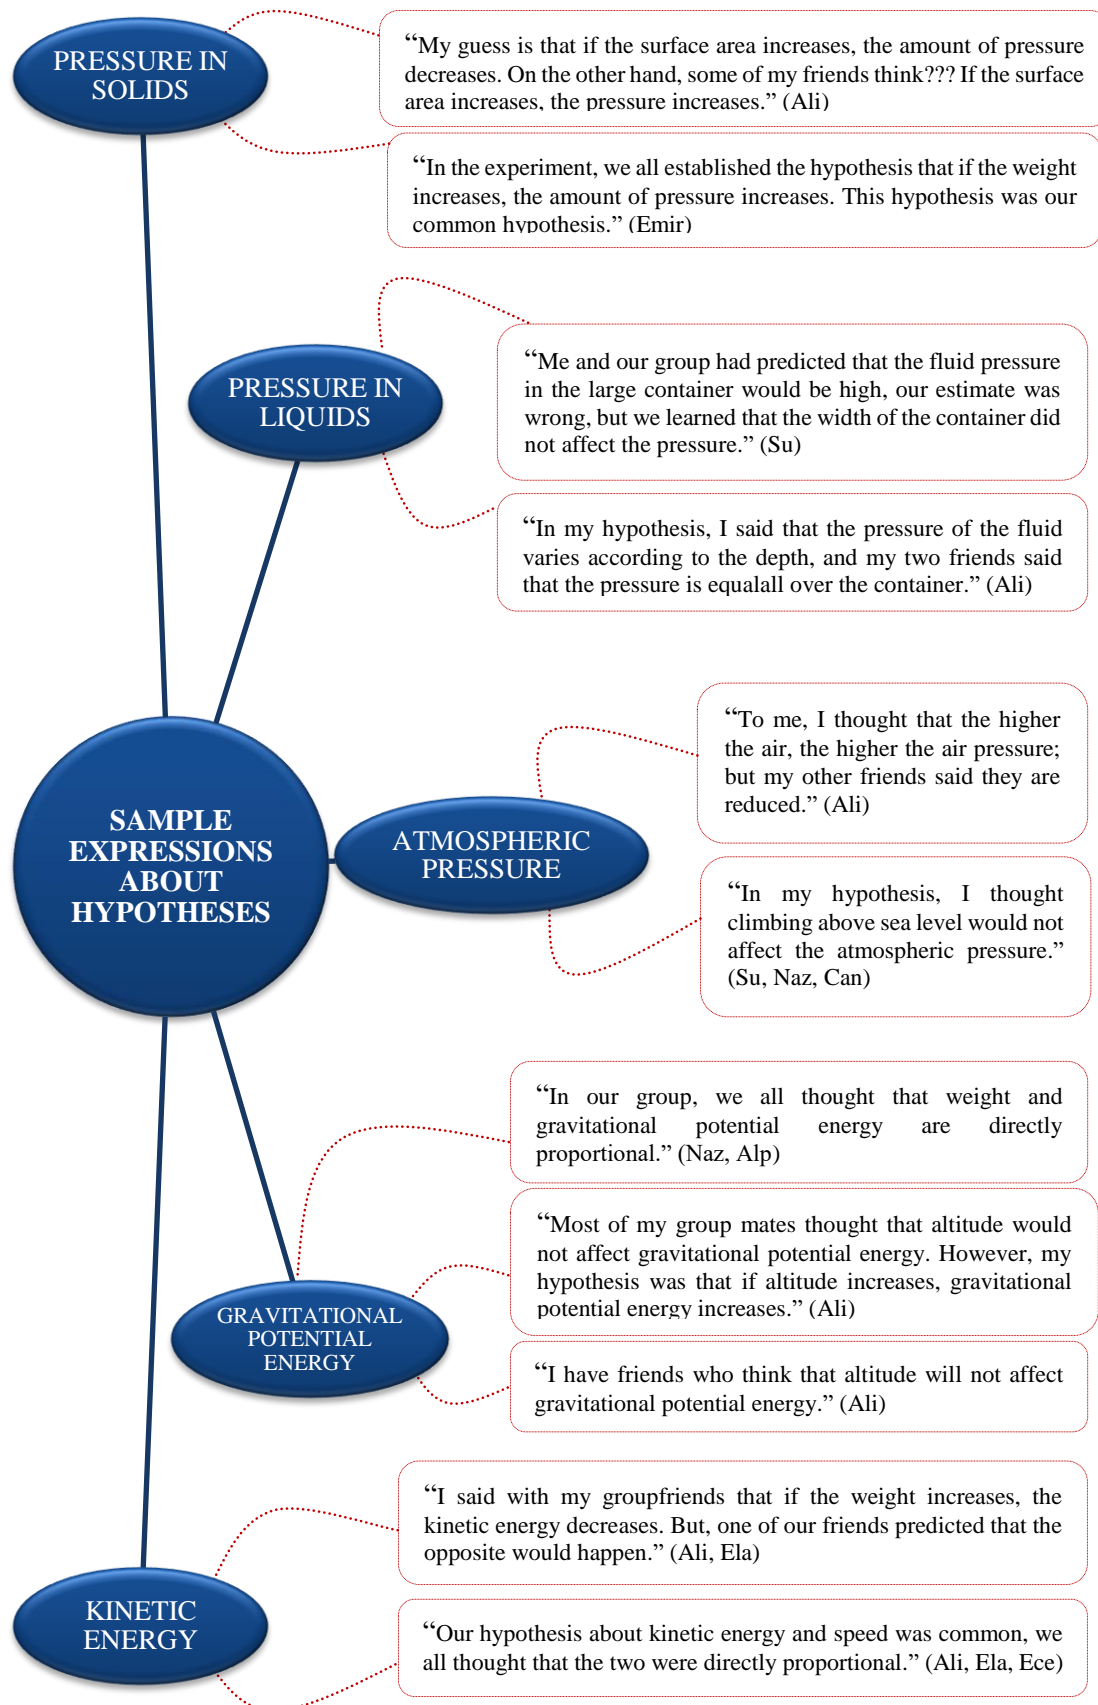 PRESSURE IN
SOLIDS
“My guess is that if the surface area increases, the amount of pressure
decreases. On the other hand, some of my friends think??? If the surface
area increases, the pressure increases.” (Ali)
“In the experiment, we all established the hypothesis that if the weight
increases, the amount of pressure increases. This hypothesis was our
common hypothesis.” (Emir)
PRESSURE IN
LIQUIDS
“Me and our group had predicted that the fluid pressure
in the large container would be high, our estimate was
wrong, but we learned that the width of the container did
not affect the pressure.” (Su)
“In my hypothesis, I said that the pressure of the fluid
varies according to the depth, and my two friends said
that the pressure is equalall over the container.” (Ali)
SAMPLE
EXPRESSIONS
ABOUT
HYPOTHESES
ATMOSPHERIC
PRESSURE
“To me, I thought that the higher
the air, the higher the air pressure;
but my other friends said they are
reduced.” (Ali)
“In my hypothesis, I thought
climbing above sea level would not
affect the atmospheric pressure.”
(Su, Naz, Can)
GRAVITATIONAL
POTENTIAL
ENERGY
“In our group, we all thought that weight and
gravitational potential energy are directly
proportional.” (Naz, Alp)
“Most of my group mates thought that altitude would
not affect gravitational potential energy. However, my
hypothesis was that if altitude increases, gravitational
potential energy increases.” (Ali)
“I have friends who think that altitude will not affect
gravitational potential energy.” (Ali)
KINETIC
ENERGY
“I said with my groupfriends that if the weight increases, the
kinetic energy decreases. But, one of our friends predicted that the
opposite would happen.” (Ali, Ela)
“Our hypothesis about kinetic energy and speed was common, we
all thought that the two were directly proportional.” (Ali, Ela, Ece)